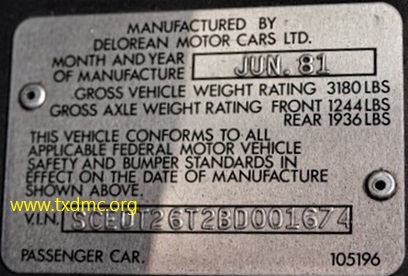 MANUFACTURED BY
DELOREAN MOTOR CARS LTD.
MONTH AND YEAR
OF MANUFACTURE JUN. 81
GROSS VEHICLE WEIGHT RATING 3180 LBS
GROSS AXLE WEIGHT RATING FRONT 1244 LBS
REAR 1936 LBS
THIS VEHICLE CONFORMS TO ALL
APPLICABLE FEDERAL MOTOR VEHICLE
SAFETY AND BUMPER STANDARDS IN
EFFECT ON THE DATE OF MANUFACTURE
SHOWN ABOVE.
www.txdmc.org
V.I.N. SCEDT26T2BD001674
PASSENGER CAR. 105196